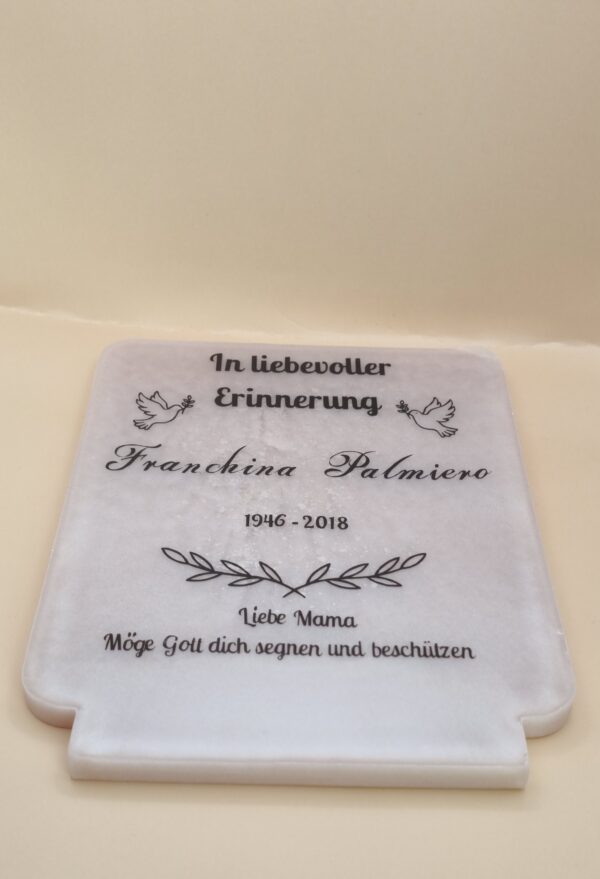 In liebevoller
Erinnerung
Franchina Palmiero
1946 - 2018
Liebe Mama
Möge Gott dich segnen und beschützen